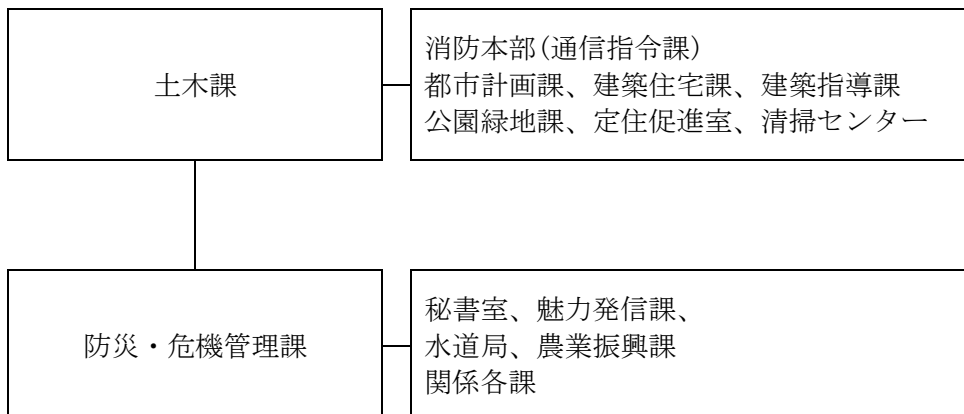 土木課
消防本部(通信指令課)
都市計画課、建築住宅課、建築指導課
公園緑地課、定住促進室、清掃センター
防災・危機管理課
秘書室、魅力発信課、
水道局、農業振興課
関係各課